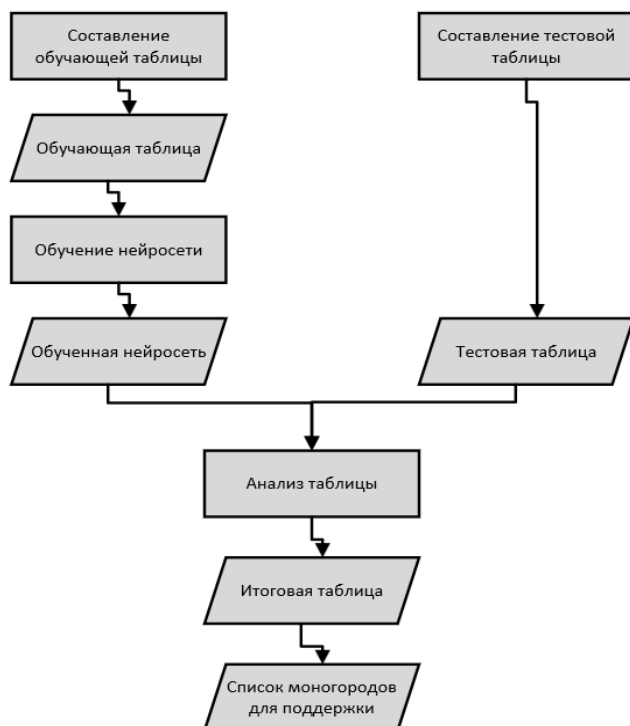 Составление
обучающей таблицы
Составление тестовой
таблицы
Обучающая таблица
Обучение нейросети
Обученная нейросеть
Тестовая таблица
Анализ таблицы
Итоговая таблица
Список моногородов
для поддержки